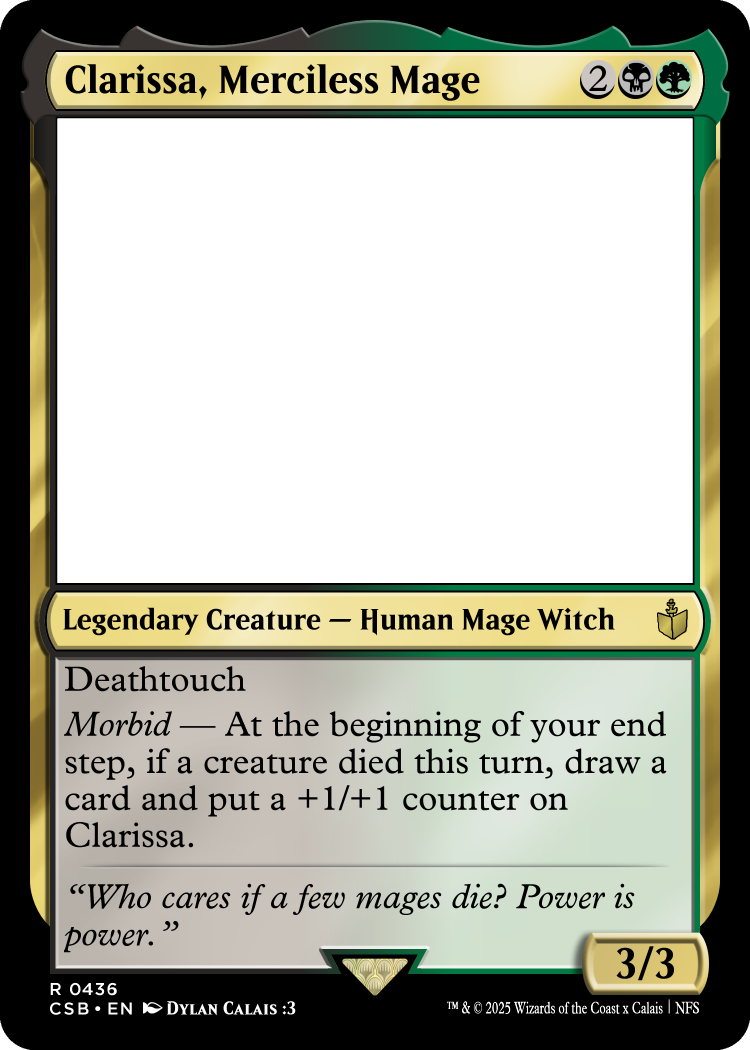 Clarissa, Merciless Mage 2
Legendary Creature — Human Mage Witch
Deathtouch
Morbid — At the beginning of your end
step, if a creature died this turn, draw a
card and put a +1/+1 counter on
Clarissa.
“Who cares if a few mages die? Power is
power.”
3/3
R 0436
CSB • EN Dylan Calais :3
™ & © 2025 Wizards of the Coast x Calais | NFS